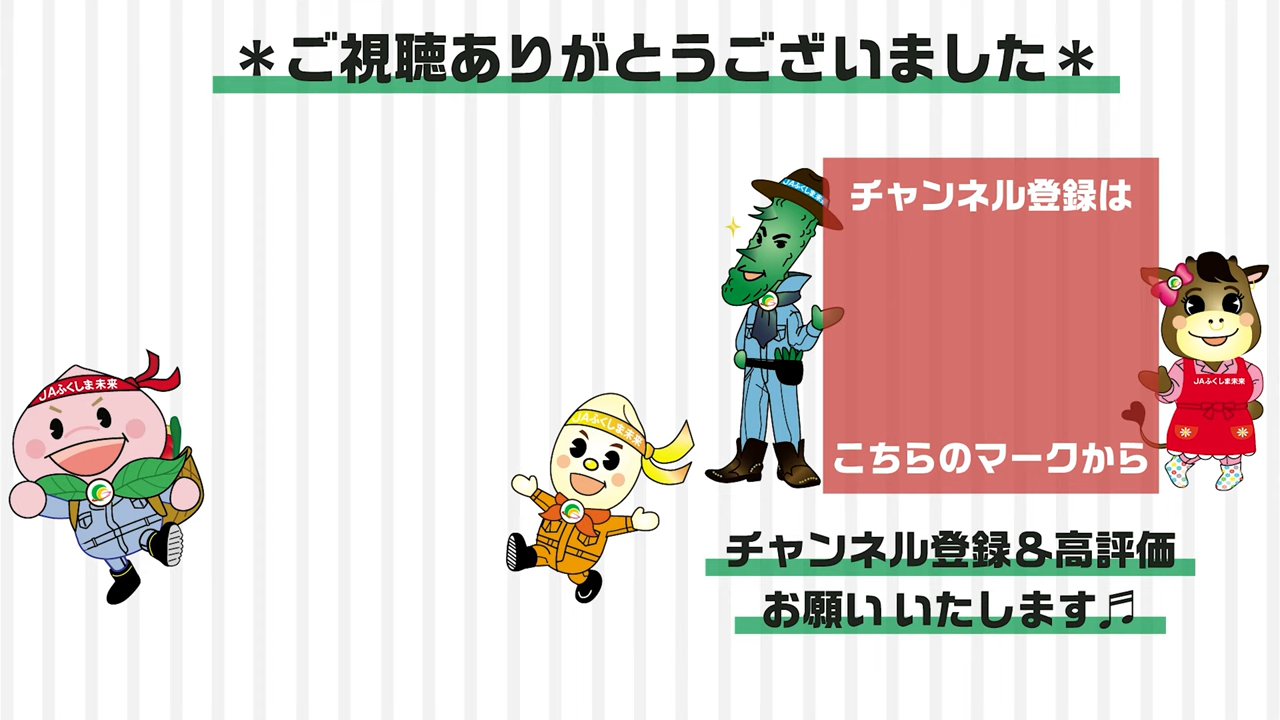 ＊ご視聴ありがとうございました＊
チャンネル登録は
こちらのマークから
チャンネル登録&高評価
お願いいたします♬
JAふくしま未来
JAふくしま未来
JAふくしま未来
JAふくしま未来